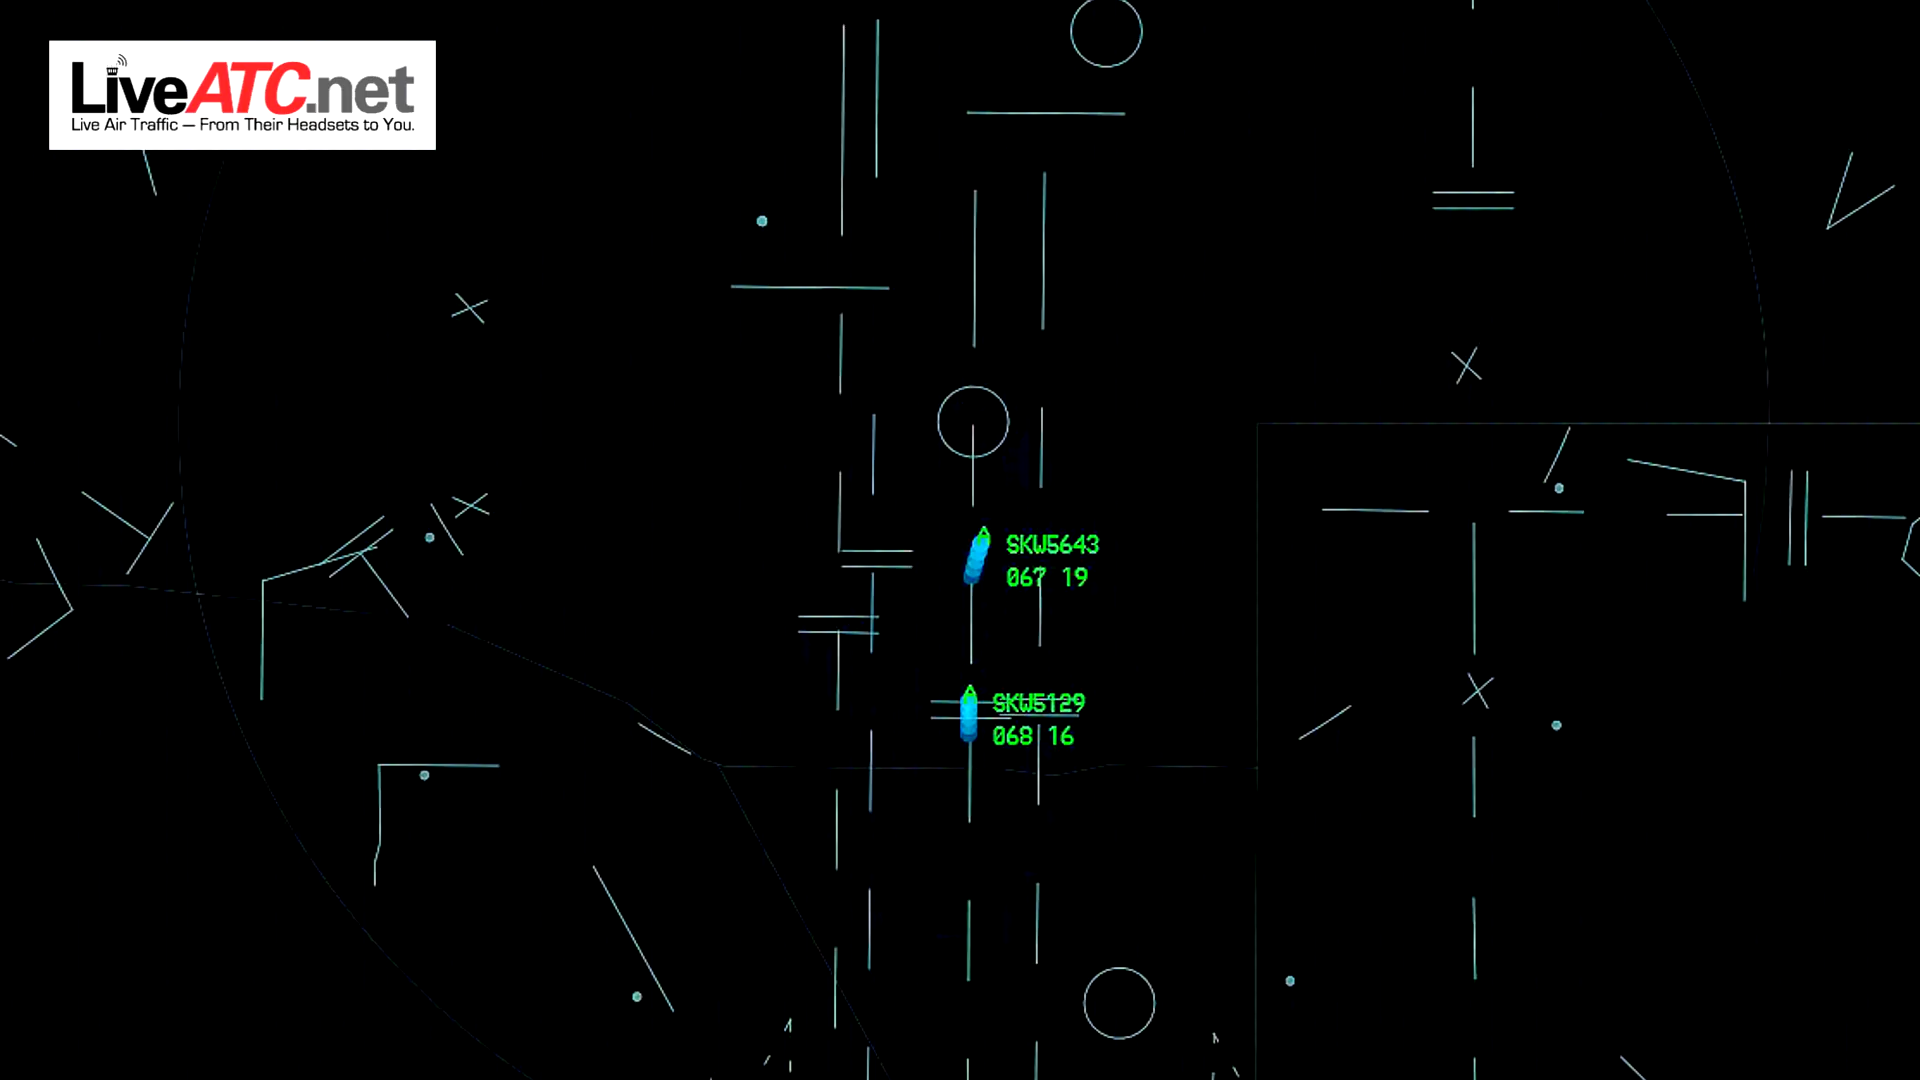 LiveATC.net
Live Air Traffic — From Their Headsets to You.
SKW5643
067 19
SKW5129
068 16